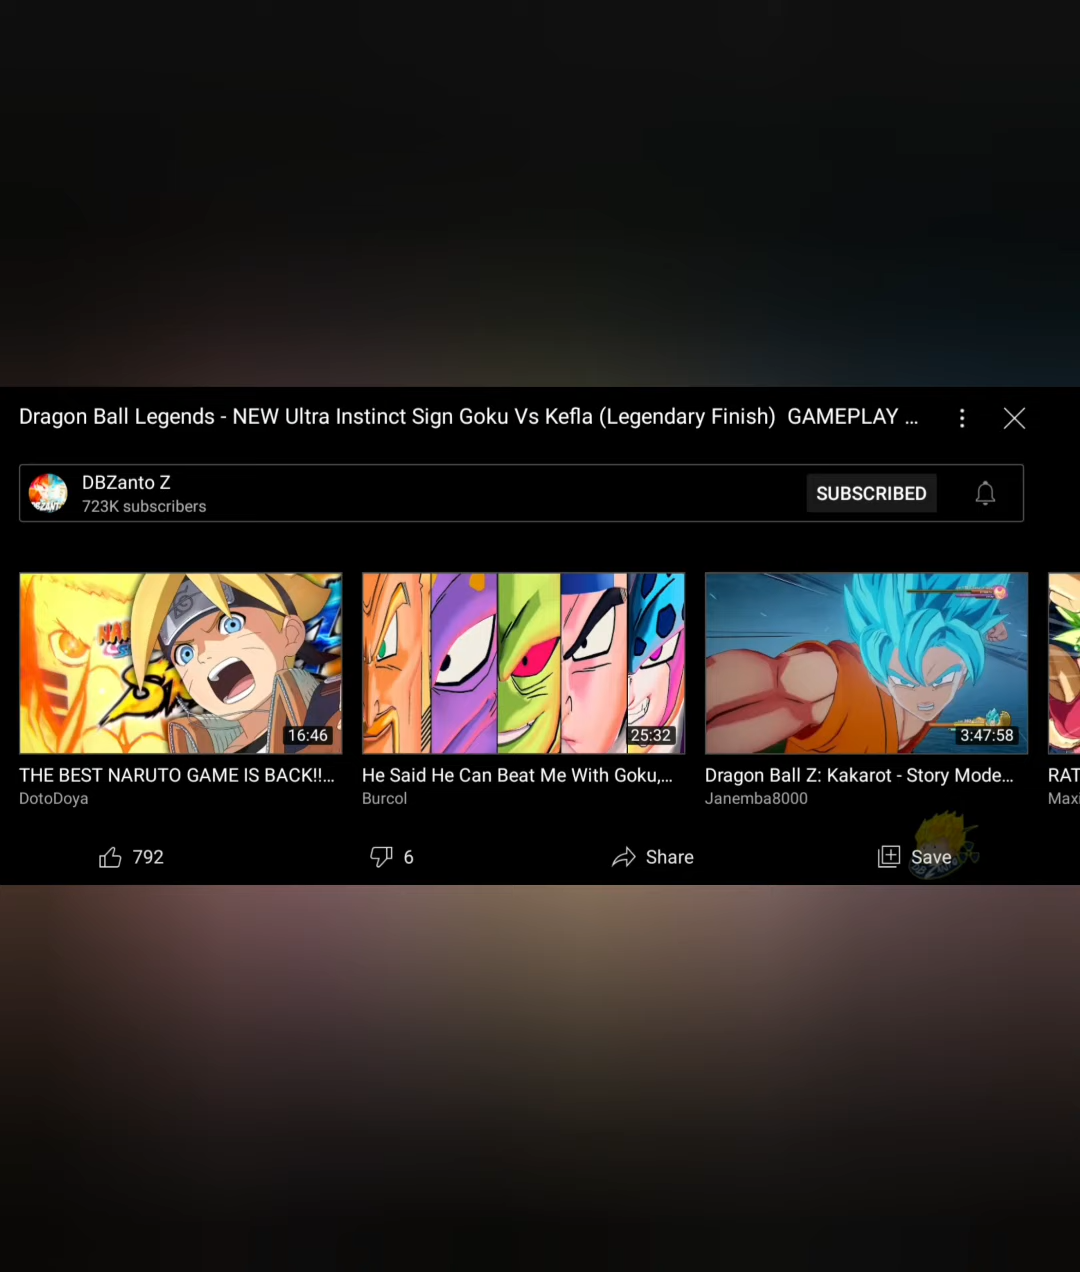 Dragon Ball Legends - NEW Ultra Instinct Sign Goku Vs Kefla (Legendary Finish)  GAMEPLAY ...
DBZanto Z
723K subscribers
SUBSCRIBED
16:46
25:32
3:47:58
THE BEST NARUTO GAME IS BACK!!...
He Said He Can Beat Me With Goku,...
Dragon Ball Z: Kakarot - Story Mode...
RAT
DotoDoya
Burcol
Janemba8000
Maxi
792
6
Share
Save